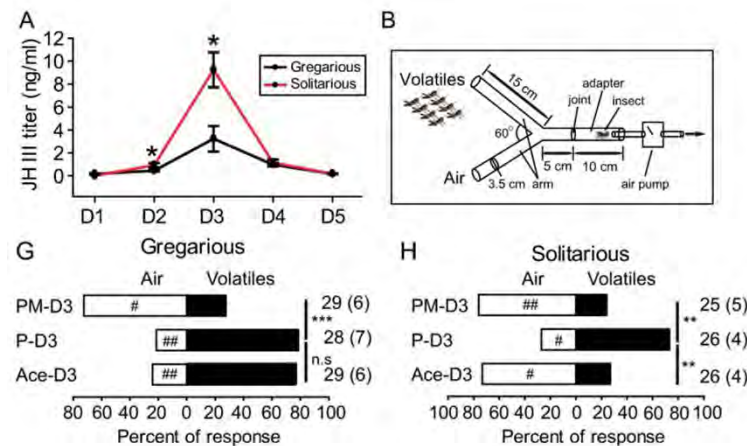 A
JH III titer (ng/ml)
12
10
8
6
4
2
0
*
*
Gregarious
Solitarious
D1 D2 D3 D4 D5
B
Volatiles
15 cm
adapter
joint
insect
60°
Air
3.5 cm
arm
5 cm
10 cm
air pump
G
Gregarious
Air Volatiles
PM-D3 # 29 (6)
***
P-D3 ## 28 (7)
n.s
Ace-D3 ## 29 (6)
80 60 40 20 0 20 40 60 80 100
Percent of response
H
Solitarious
Air Volatiles
PM-D3 ## 25 (5)
**
P-D3 # 26 (4)
**
Ace-D3 # 26 (4)
100 80 60 40 20 0 20 40 60 80 100
Percent of response